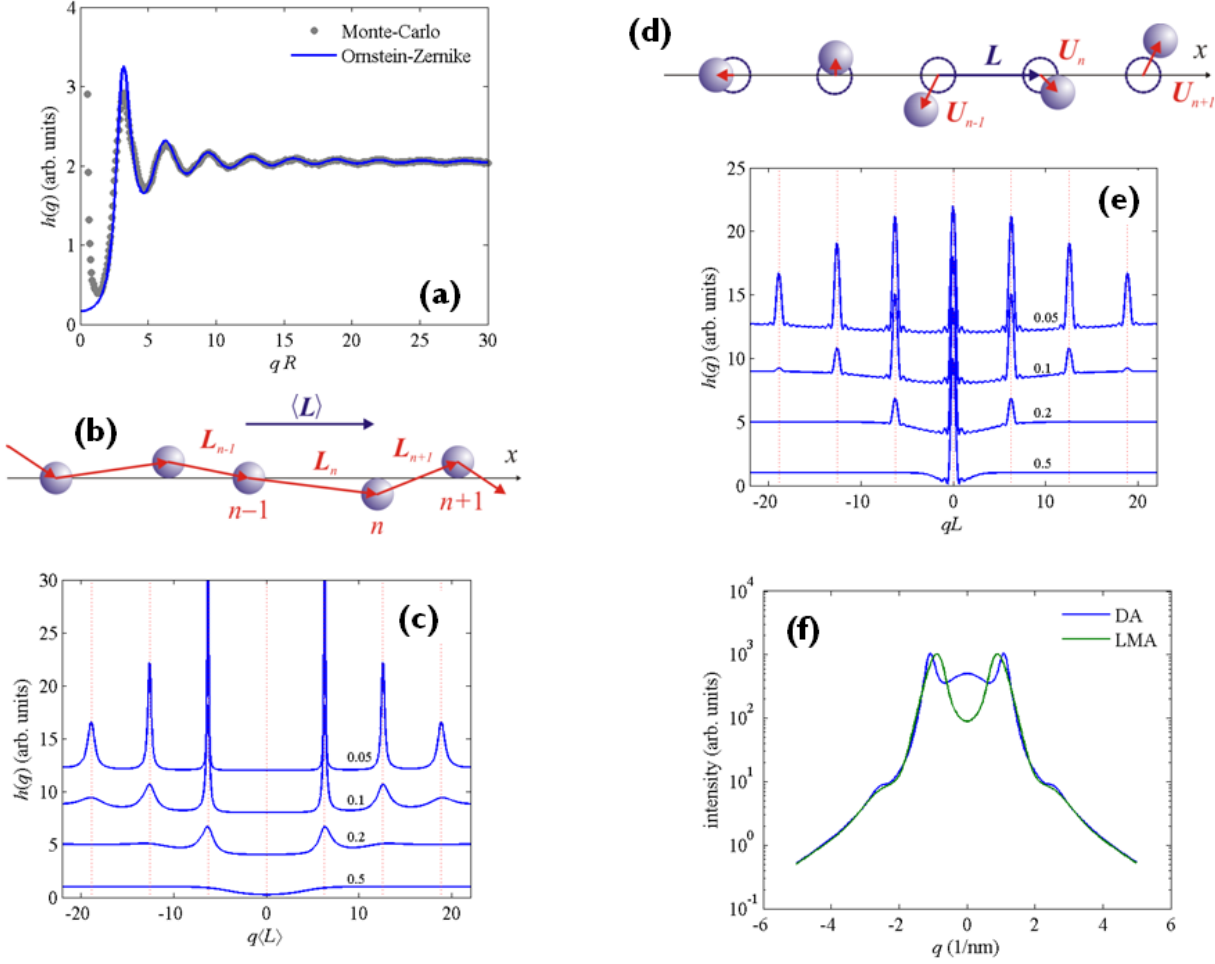 (a)
Monte-Carlo
Ornstein-Zernike
h(q) (arb. units)
4
3
2
1
0
0 5 10 15 20 25 30
q R
(b)
⟨L⟩
L_{n-1}
L_n
L_{n+1}
x
n−1
n
n+1
(c)
h(q) (arb. units)
30
25
20
15
10
5
0
0.05
0.1
0.2
0.5
-20 -10 0 10 20
q⟨L⟩
(d)
L
U_n
x
U_{n-1}
U_{n+1}
(e)
h(q) (arb. units)
25
20
15
10
5
0
0.05
0.1
0.2
0.5
-20 -10 0 10 20
qL
(f)
DA
LMA
intensity (arb. units)
10^4
10^3
10^2
10^1
10^0
10^-1
-6 -4 -2 0 2 4 6
q (1/nm)